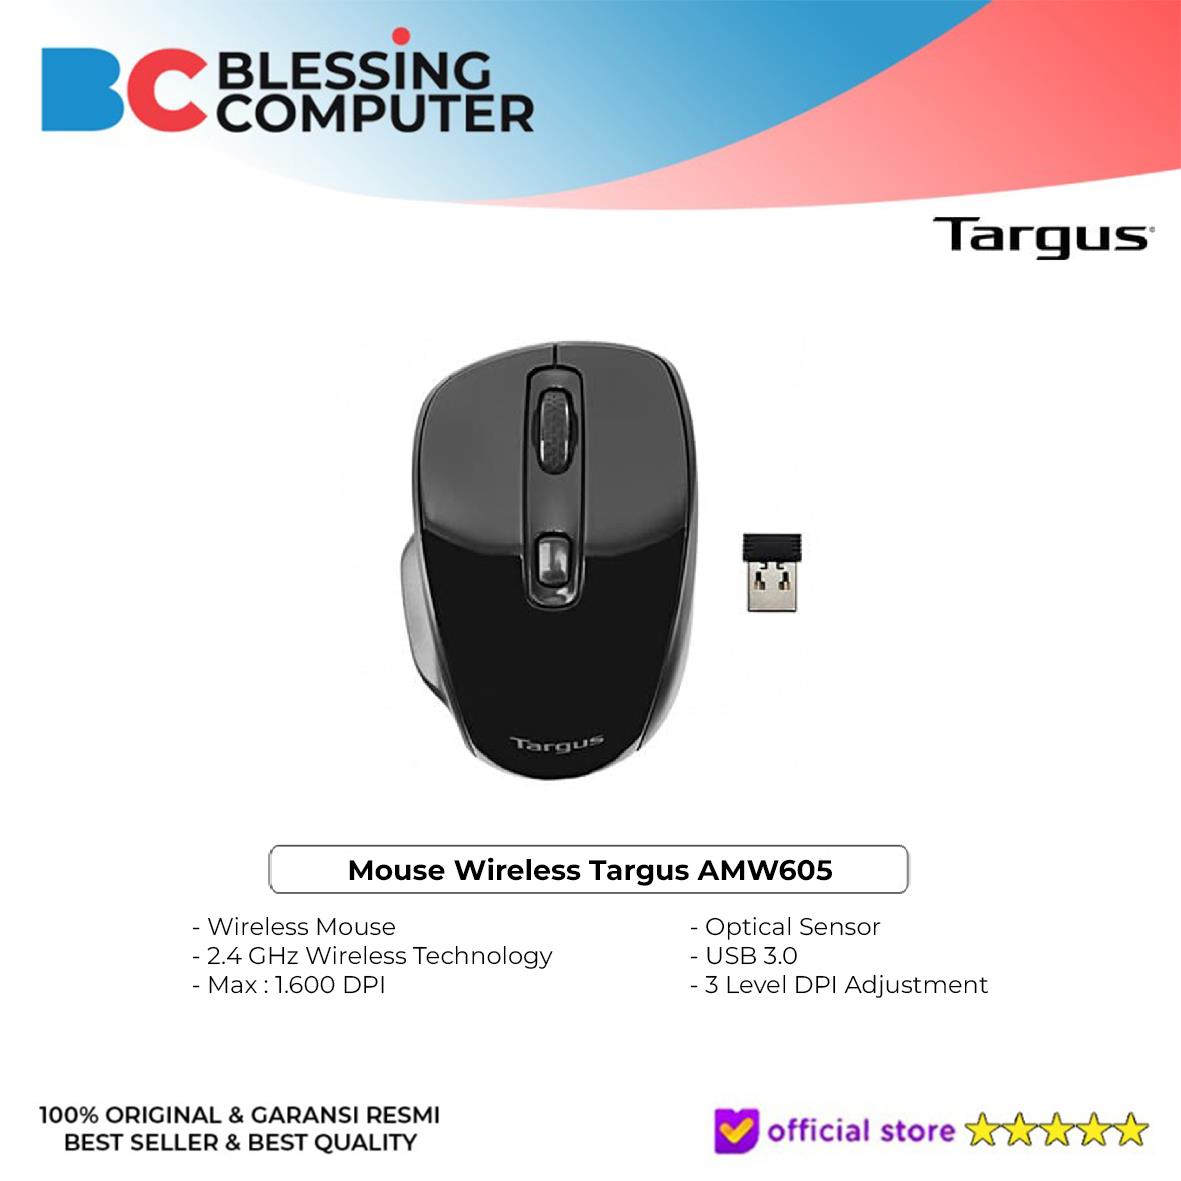 BC BLESSING
COMPUTER
Targus
Targus
Mouse Wireless Targus AMW605
- Wireless Mouse
- 2.4 GHz Wireless Technology
- Max : 1.600 DPI
- Optical Sensor
- USB 3.0
- 3 Level DPI Adjustment
100% ORIGINAL & GARANSI RESMI
BEST SELLER & BEST QUALITY
official store